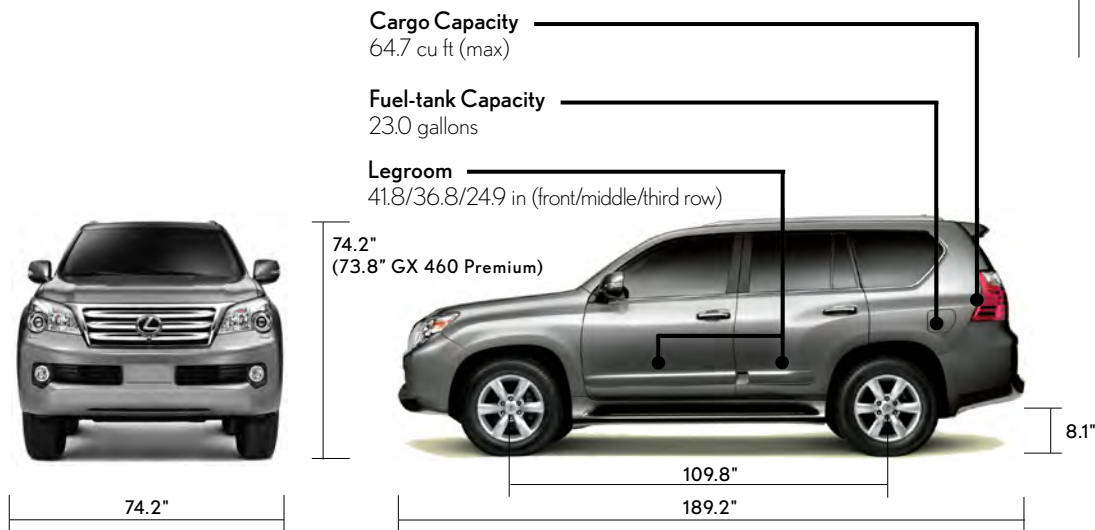 Cargo Capacity
64.7 cu ft (max)
Fuel-tank Capacity
23.0 gallons
Legroom
41.8/36.8/24.9 in (front/middle/third row)
74.2"
(73.8” GX 460 Premium)
8.1"
109.8"
74.2"
189.2"